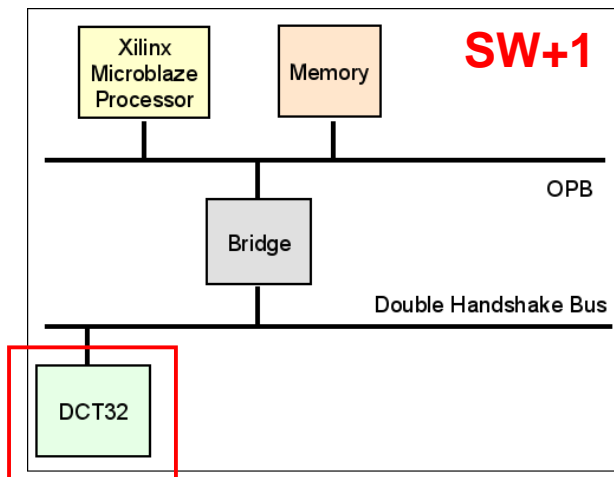 Xilinx
Microblaze
Processor
Memory
SW+1
OPB
Bridge
Double Handshake Bus
DCT32